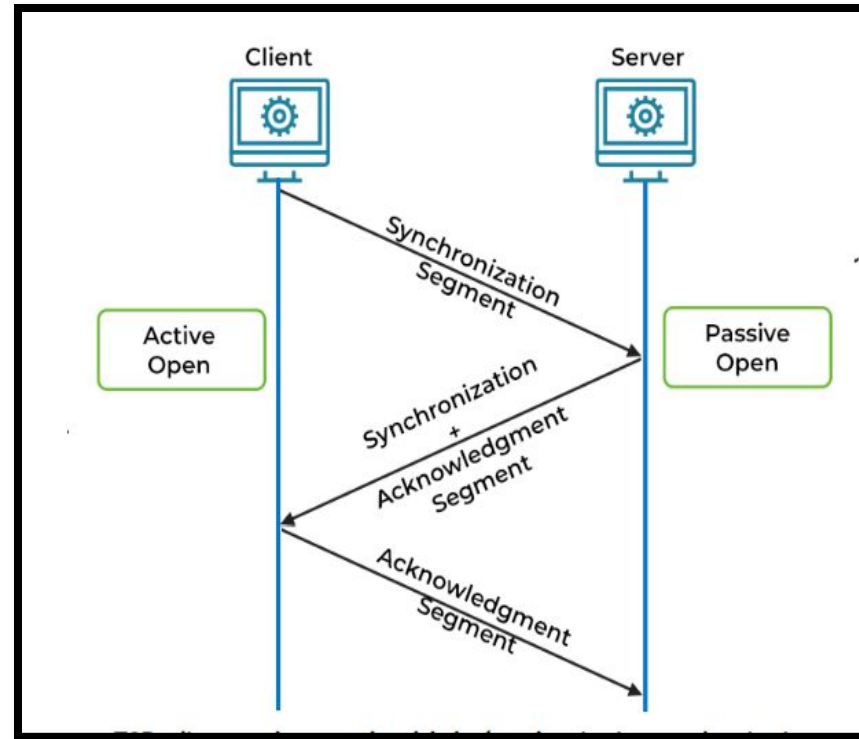 Client
Server
Synchronization
Segment
Active
Open
Passive
Open
Synchronization
+
Acknowledgment
Segment
Acknowledgment
Segment